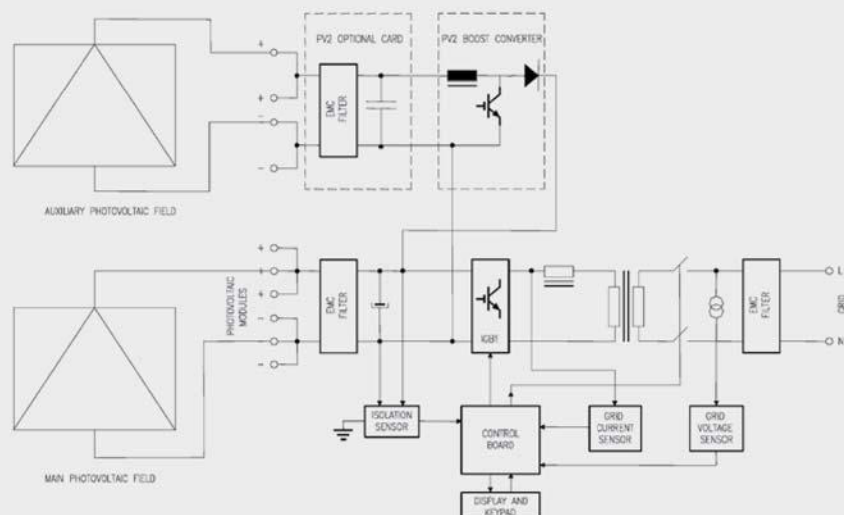 PV2 OPTIONAL CARD
PV2 BOOST CONVERTER
+
+
−
−
EMC
FILTER
AUXILIARY PHOTOVOLTAIC FIELD
+
+
+
−
−
−
PHOTOVOLTAIC
MODULES
EMC
FILTER
IGBT
EMC
FILTER
L
GRID
N
ISOLATION
SENSOR
CONTROL
BOARD
GRID
CURRENT
SENSOR
GRID
VOLTAGE
SENSOR
MAIN PHOTOVOLTAIC FIELD
DISPLAY AND
KEYPAD